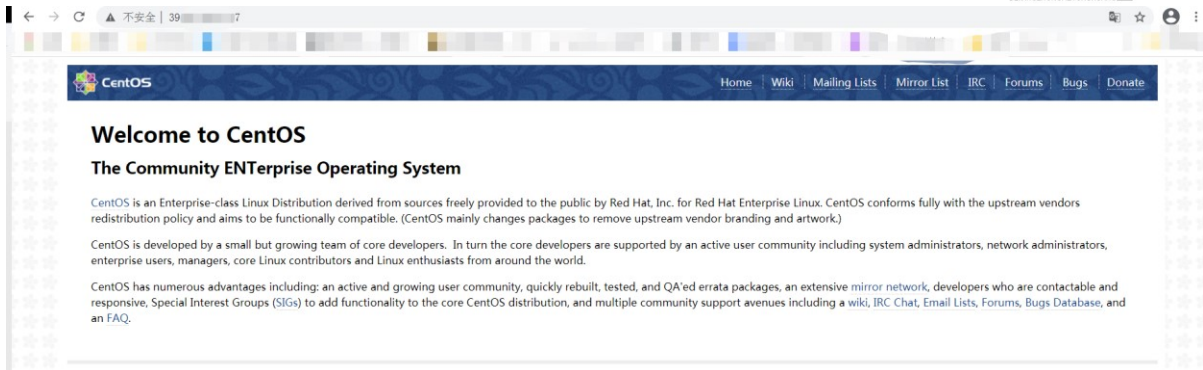 不安全 | 39 7
CentOS
Home Wiki Mailing Lists Mirror List IRC Forums Bugs Donate
Welcome to CentOS
The Community ENTerprise Operating System
CentOS is an Enterprise-class Linux Distribution derived from sources freely provided to the public by Red Hat, Inc. for Red Hat Enterprise Linux. CentOS conforms fully with the upstream vendors
redistribution policy and aims to be functionally compatible. (CentOS mainly changes packages to remove upstream vendor branding and artwork.)
CentOS is developed by a small but growing team of core developers. In turn the core developers are supported by an active user community including system administrators, network administrators,
enterprise users, managers, core Linux contributors and Linux enthusiasts from around the world.
CentOS has numerous advantages including: an active and growing user community, quickly rebuilt, tested, and QA'ed errata packages, an extensive mirror network, developers who are contactable and
responsive, Special Interest Groups (SIGs) to add functionality to the core CentOS distribution, and multiple community support avenues including a wiki, IRC Chat, Email Lists, Forums, Bugs Database, and
an FAQ.